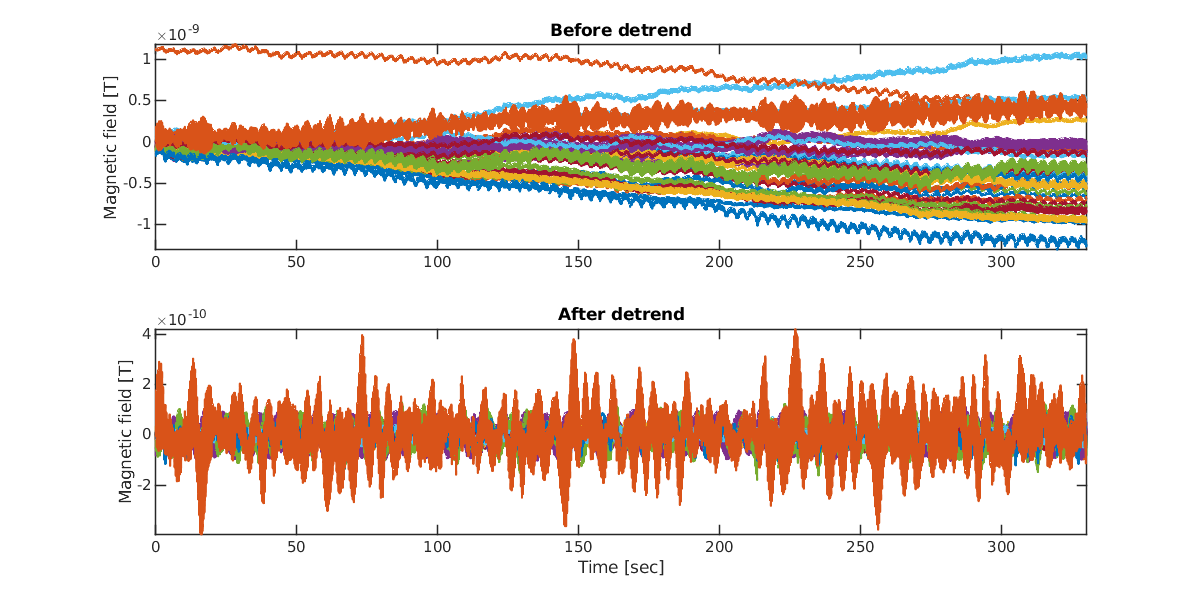 Before detrend
×10-9
Magnetic field [T]
1
0.5
0
-0.5
-1
0 50 100 150 200 250 300
After detrend
×10-10
Magnetic field [T]
4
2
0
-2
0 50 100 150 200 250 300
Time [sec]